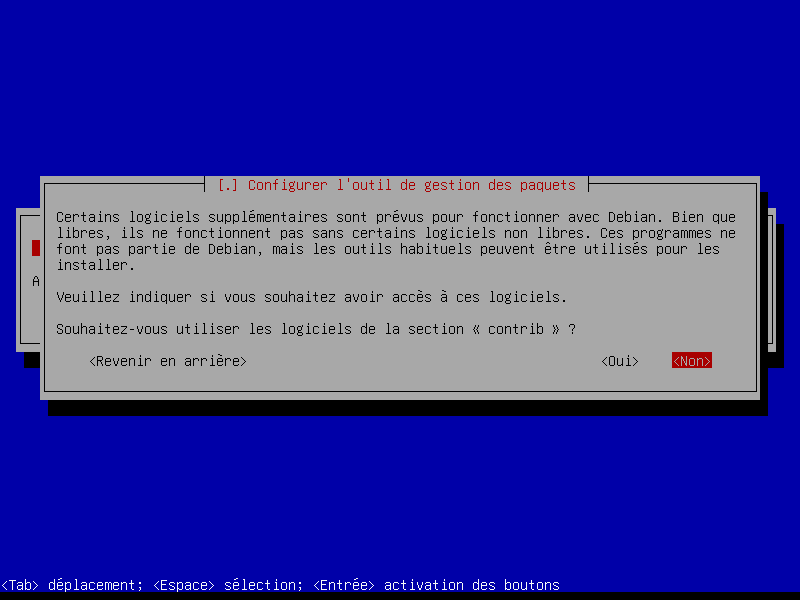 [.] Configurer l'outil de gestion des paquets
Certains logiciels supplémentaires sont prévus pour fonctionner avec Debian. Bien que
libres, ils ne fonctionnent pas sans certains logiciels non libres. Ces programmes ne
font pas partie de Debian, mais les outils habituels peuvent être utilisés pour les
installer.
A
Veuillez indiquer si vous souhaitez avoir accès à ces logiciels.
Souhaitez-vous utiliser les logiciels de la section « contrib » ?
<Revenir en arrière> <Oui> <Non>
<Tab> déplacement; <Espace> sélection; <Entrée> activation des boutons